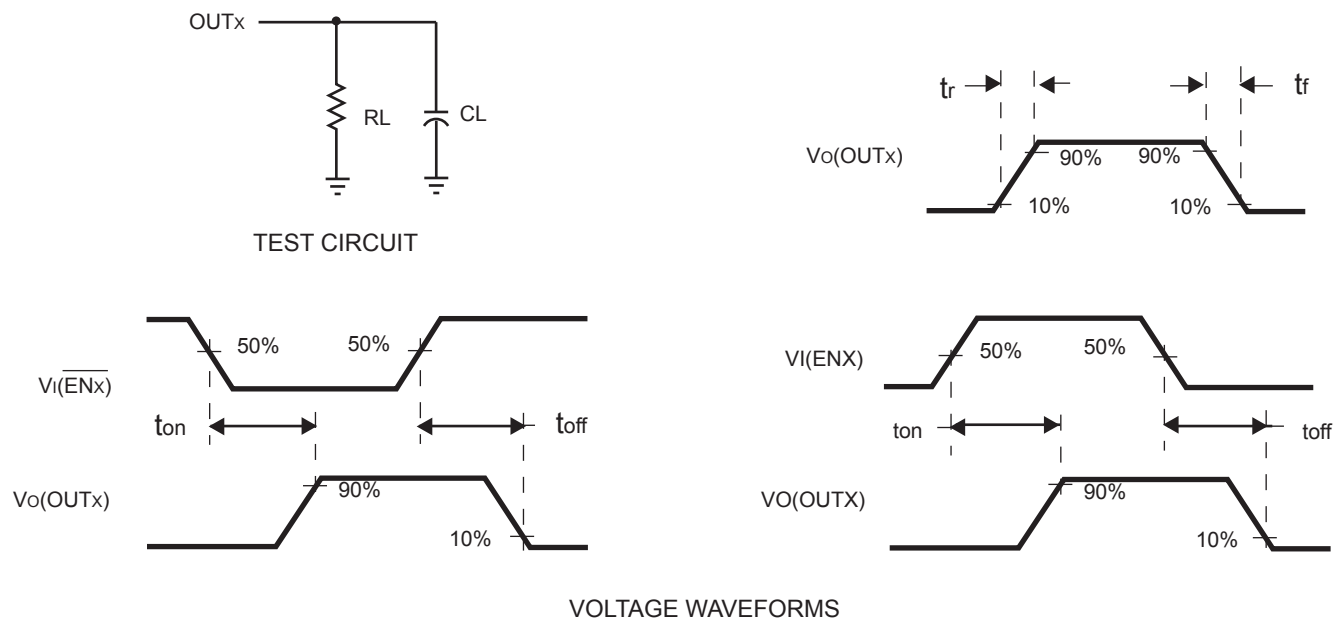 OUTx
RL
CL
TEST CIRCUIT
tr
tf
VO(OUTx)
90%
90%
10%
10%
VI(ENx)
50%
50%
ton
toff
VO(OUTx)
90%
10%
VI(ENX)
50%
50%
ton
toff
VO(OUTX)
90%
10%
VOLTAGE WAVEFORMS